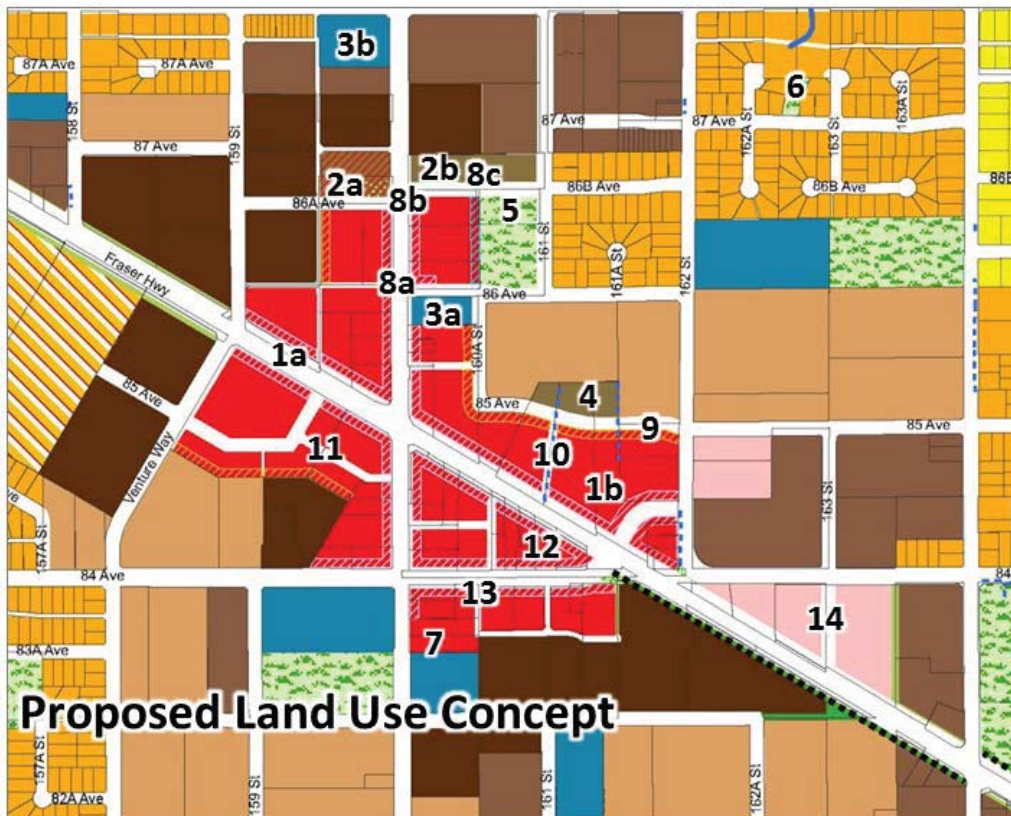 3b
87A Ave
87A Ave
6
158 St
159 St
162A St
163 St
163A St
87 Ave
87 Ave
87 Ave
2b
8c
2a
8b
86A Ave
86B Ave
86B Ave
86B
5
161 St
161A St
162 St
Fraser Hwy
8a
86 Ave
3a
160A St
1a
85 Ave
85 Ave
4
9
85 Ave
11
10
1b
Venture Way
163 St
12
157A St
84 Ave
84
13
14
83A Ave
7
Proposed Land Use Concept
157A St
82A Ave
159 St
161 St
162A St